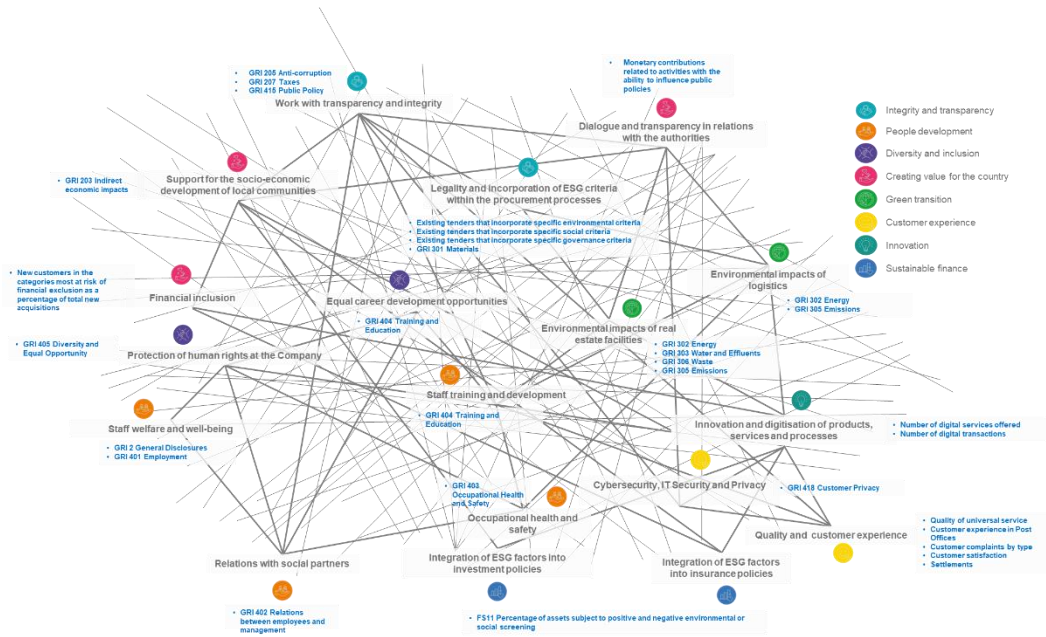 • GRI 205 Anti-corruption
• GRI 207 Taxes
• GRI 415 Public Policy
Work with transparency and integrity
• Monetary contributions
related to activities with the
ability to influence public
policies
Dialogue and transparency in relations
with the authorities
Integrity and transparency
People development
Diversity and inclusion
Creating value for the country
Green transition
Customer experience
Innovation
Sustainable finance
• GRI 203 Indirect
economic impacts
Support for the socio-economic
development of local communities
Legality and incorporation of ESG criteria
within the procurement processes
• Existing tenders that incorporate specific environmental criteria
• Existing tenders that incorporate specific social criteria
• Existing tenders that incorporate specific governance criteria
• GRI 301 Materials
Environmental impacts of
logistics
• GRI 302 Energy
• GRI 305 Emissions
• New customers in the
categories most at risk of
financial exclusion as a
percentage of total new
acquisitions
Financial inclusion
Equal career development opportunities
• GRI 404 Training and
Education
Environmental impacts of real
estate facilities
• GRI 302 Energy
• GRI 303 Water and Effluents
• GRI 306 Waste
• GRI 305 Emissions
• GRI 405 Diversity and
Equal Opportunity
Protection of human rights at the Company
Staff training and development
• GRI 404 Training and
Education
Staff welfare and well-being
• GRI 2 General Disclosures
• GRI 401 Employment
Innovation and digitisation of products,
services and processes
• Number of digital services offered
• Number of digital transactions
Cybersecurity, IT Security and Privacy
• GRI 418 Customer Privacy
• GRI 403
Occupational Health
and Safety
Occupational health and
safety
Quality and customer experience
• Quality of universal service
• Customer experience in Post
Offices
• Customer complaints by type
• Customer satisfaction
• Settlements
Relations with social partners
• GRI 402 Relations
between employees and
management
Integration of ESG factors into
investment policies
Integration of ESG factors
into insurance policies
• FS11 Percentage of assets subject to positive and negative environmental or
social screening